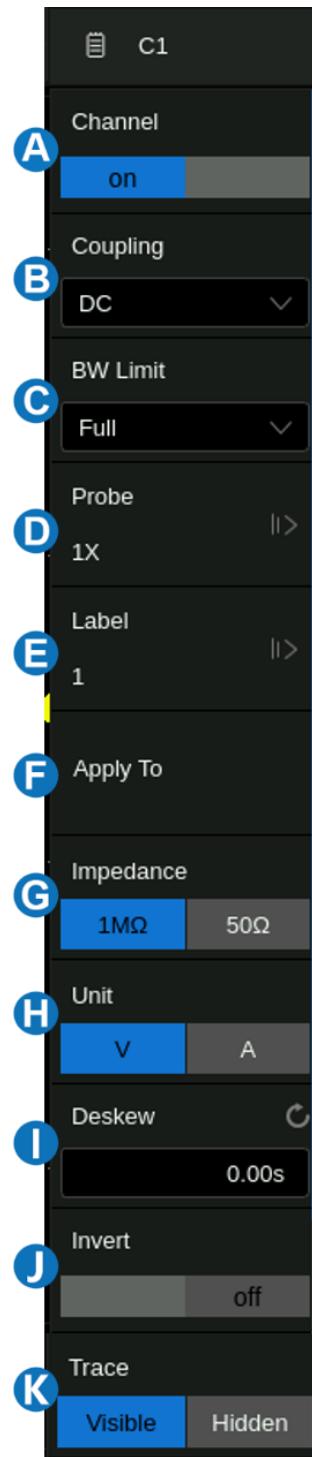 C1
Channel
A
on
Coupling
B
DC
BW Limit
C
Full
Probe
D
1X
Label
E
1
F
Apply To
Impedance
G
1MΩ 50Ω
Unit
H
V A
Deskew
I
0.00s
Invert
J
off
Trace
K
Visible Hidden